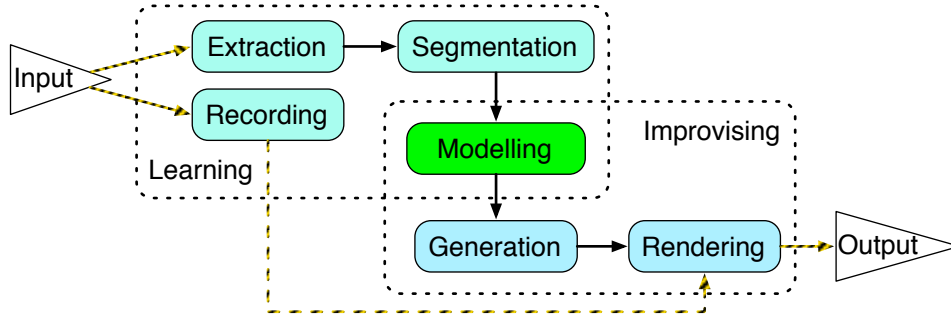 Extraction
Segmentation
Input
Recording
Improvising
Modelling
Learning
Generation
Rendering
Output